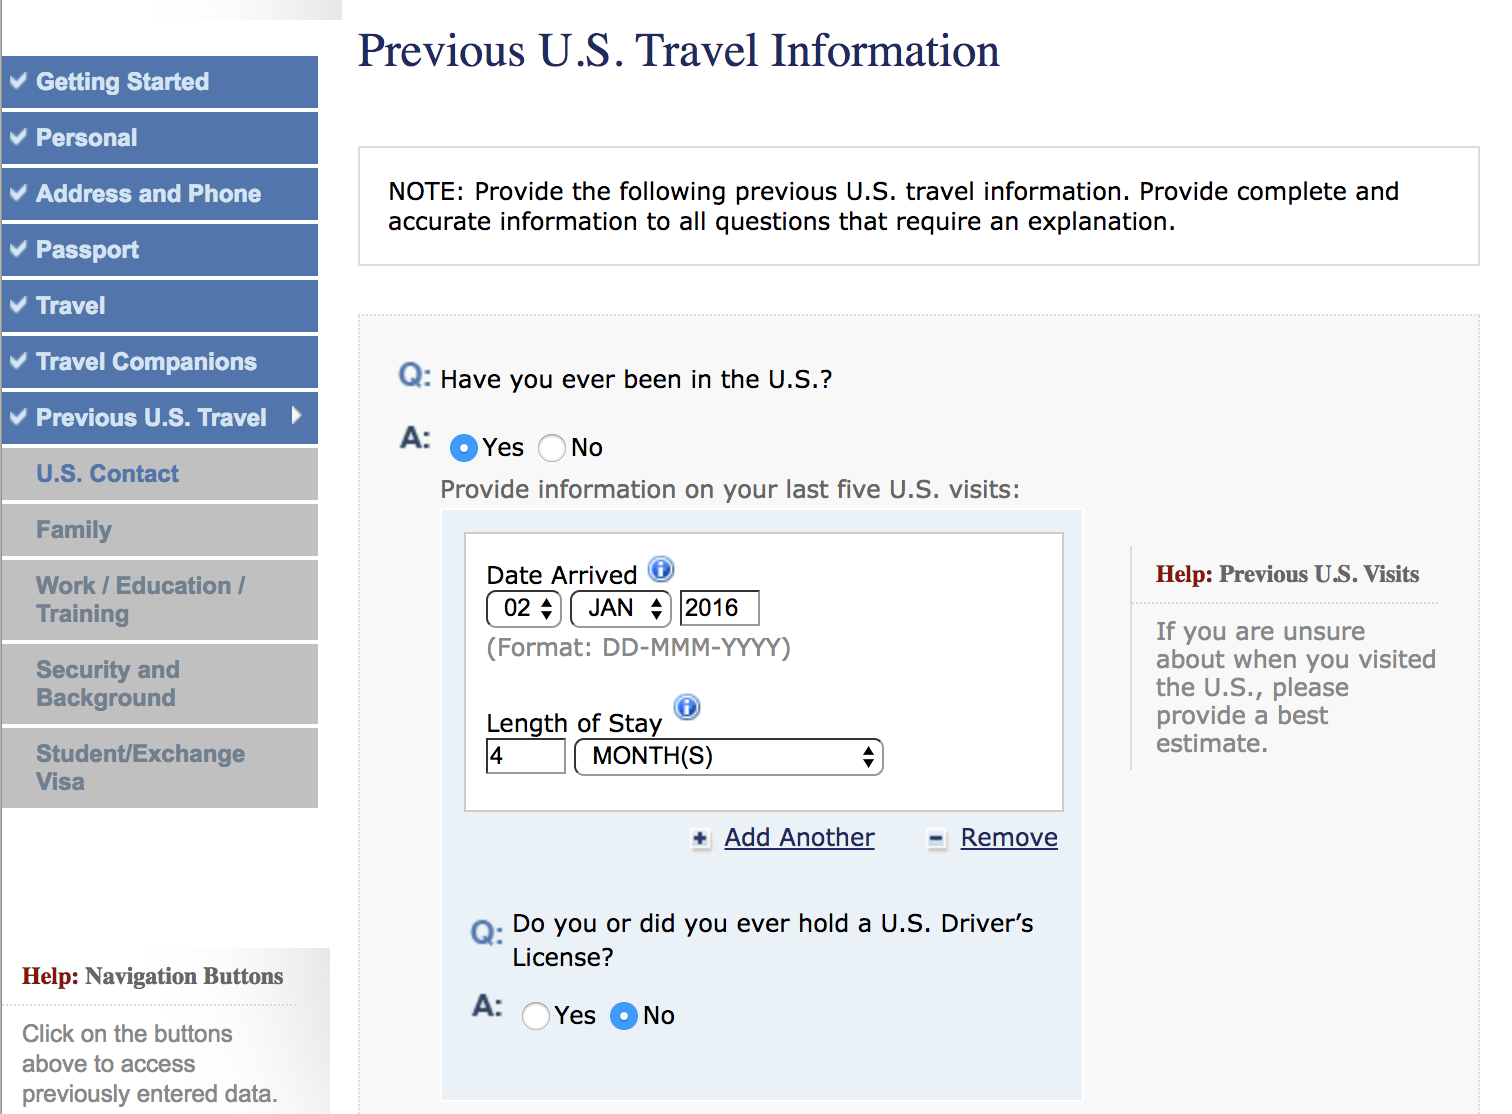 Previous U.S. Travel Information
Getting Started
Personal
Address and Phone
Passport
Travel
Travel Companions
Previous U.S. Travel
U.S. Contact
Family
Work / Education /
Training
Security and
Background
Student/Exchange
Visa
Help: Navigation Buttons
Click on the buttons
above to access
previously entered data.
NOTE: Provide the following previous U.S. travel information. Provide complete and
accurate information to all questions that require an explanation.
Q: Have you ever been in the U.S.?
A: Yes No
Provide information on your last five U.S. visits:
Date Arrived
02 JAN 2016
(Format: DD-MMM-YYYY)
Length of Stay
4 MONTH(S)
Add Another Remove
Q: Do you or did you ever hold a U.S. Driver’s
License?
A: Yes No
Help: Previous U.S. Visits
If you are unsure
about when you visited
the U.S., please
provide a best
estimate.